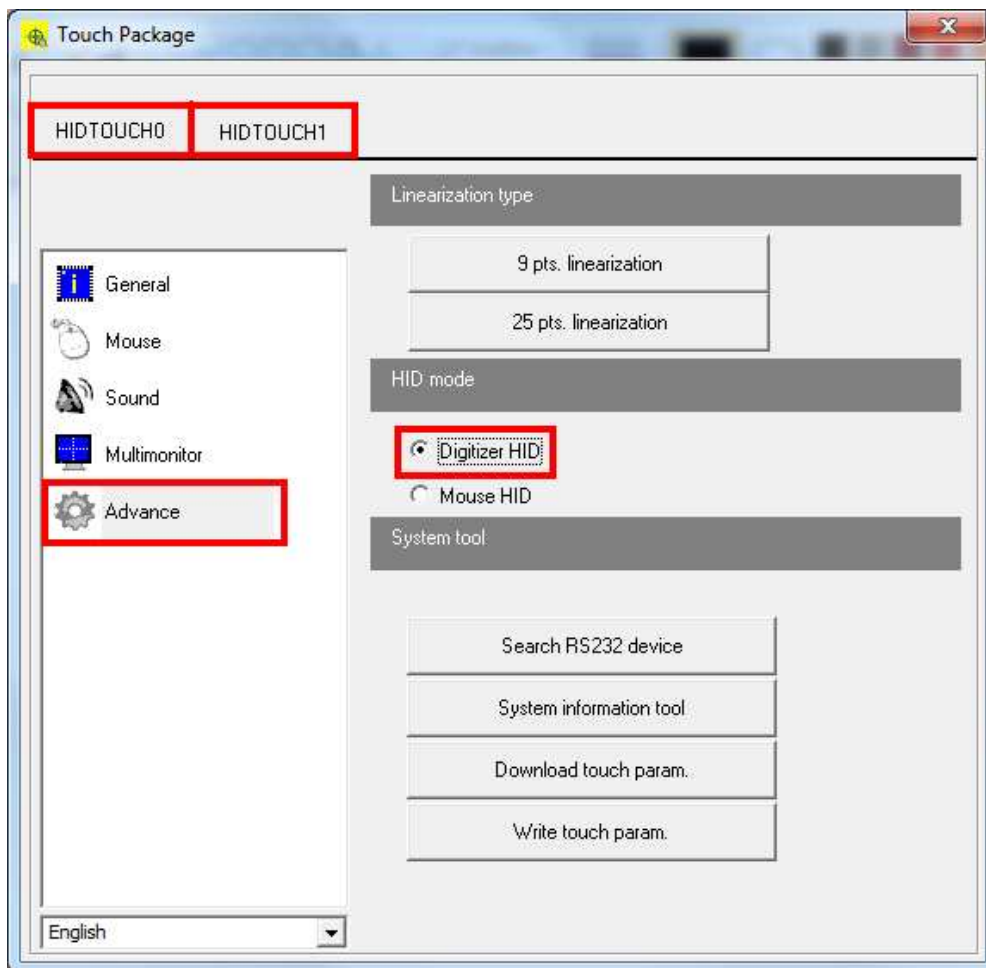 Touch Package
HIDTOUCH0 HIDTOUCH1
Linearization type
9 pts. linearization
25 pts. linearization
HID mode
Digitizer HID
Mouse HID
System tool
Search RS232 device
System information tool
Download touch param.
Write touch param.
General
Mouse
Sound
Multimonitor
Advance
English